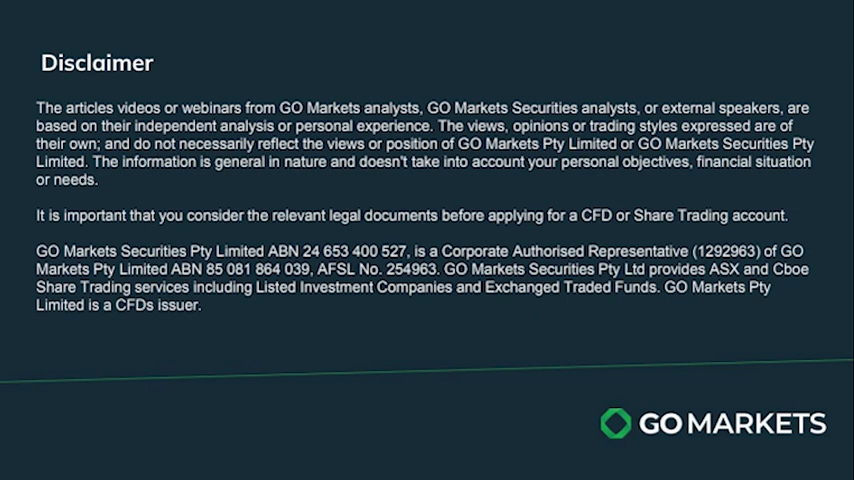 Disclaimer
The articles videos or webinars from GO Markets analysts, GO Markets Securities analysts, or external speakers, are
based on their independent analysis or personal experience. The views, opinions or trading styles expressed are of
their own; and do not necessarily reflect the views or position of GO Markets Pty Limited or GO Markets Securities Pty
Limited. The information is general in nature and doesn't take into account your personal objectives, financial situation
or needs.
It is important that you consider the relevant legal documents before applying for a CFD or Share Trading account.
GO Markets Securities Pty Limited ABN 24 653 400 527, is a Corporate Authorised Representative (1292963) of GO
Markets Pty Limited ABN 85 081 864 039, AFSL No. 254963. GO Markets Securities Pty Ltd provides ASX and Cboe
Share Trading services including Listed Investment Companies and Exchanged Traded Funds. GO Markets Pty
Limited is a CFDs issuer.
GO MARKETS